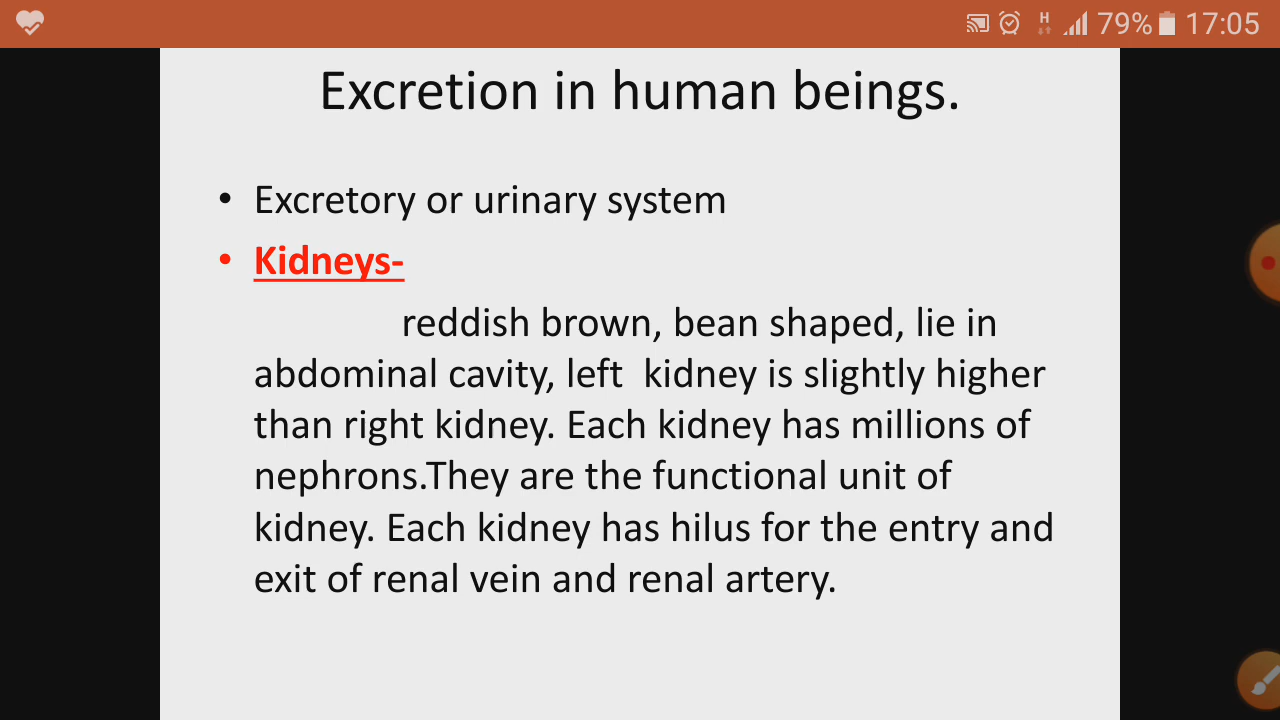 H 79% 17:05
Excretion in human beings.
• Excretory or urinary system
• Kidneys-
reddish brown, bean shaped, lie in
abdominal cavity, left  kidney is slightly higher
than right kidney. Each kidney has millions of
nephrons.They are the functional unit of
kidney. Each kidney has hilus for the entry and
exit of renal vein and renal artery.